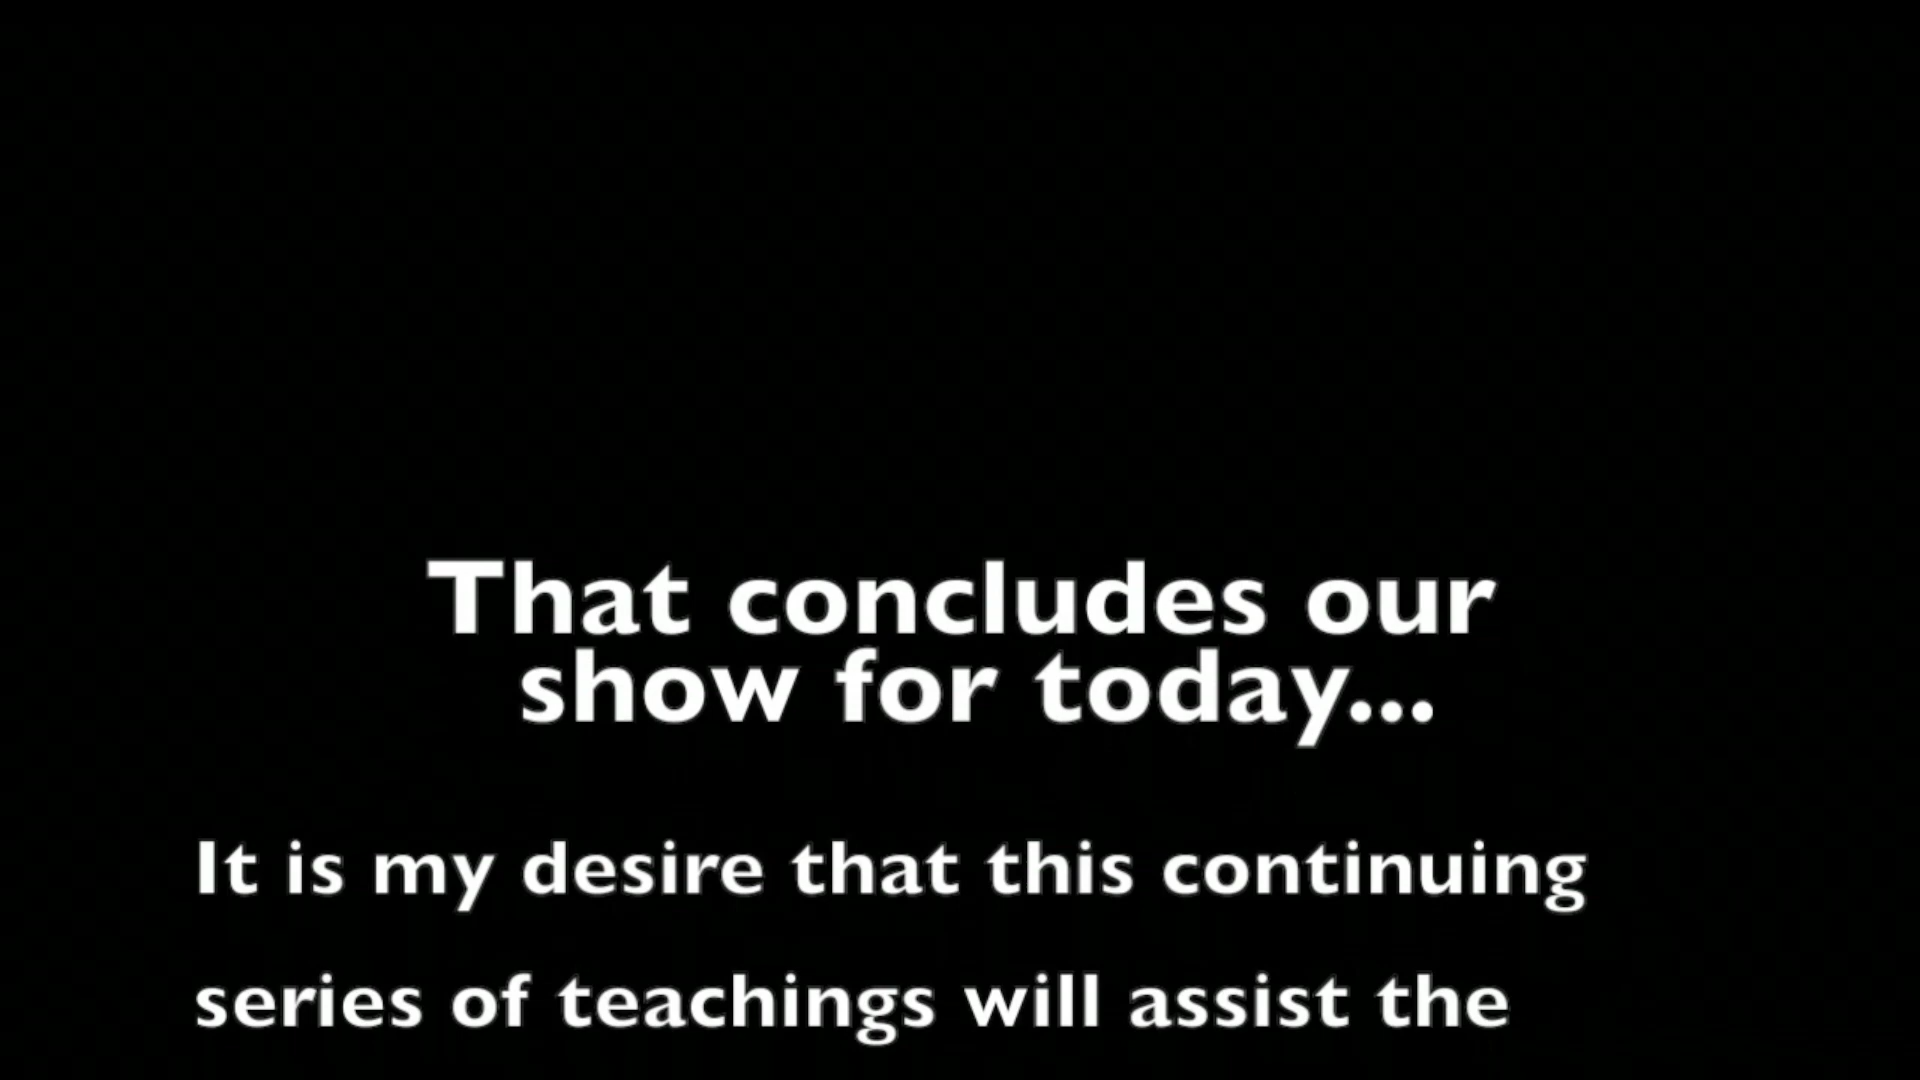 That concludes our
show for today...
It is my desire that this continuing
series of teachings will assist the